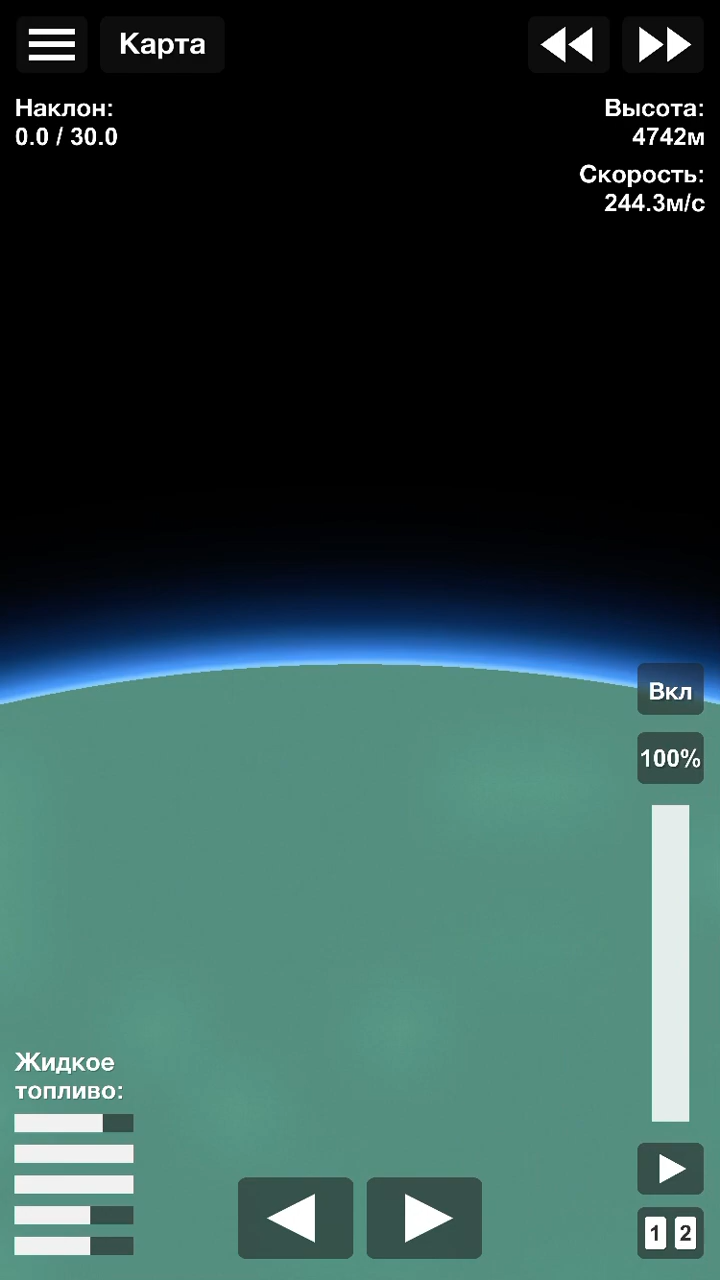 Карта
Наклон:
0.0 / 30.0
Высота:
4742м
Скорость:
244.3м/с
Вкл
100%
Жидкое
топливо:
1 2